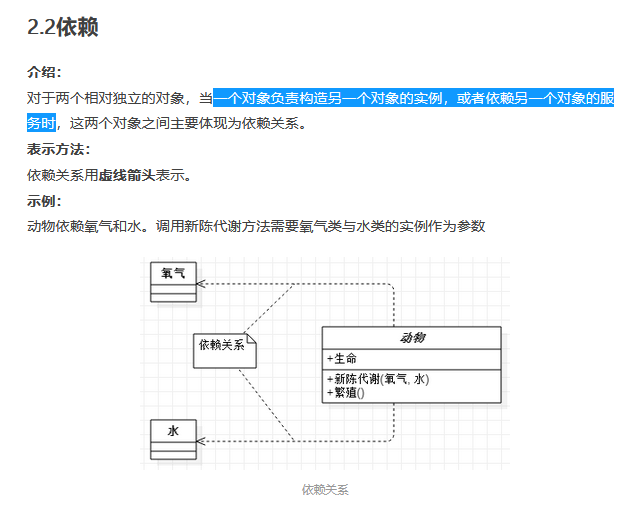 2.2依赖
介绍：
对于两个相对独立的对象，当一个对象负责构造另一个对象的实例，或者依赖另一个对象的服
务时，这两个对象之间主要体现为依赖关系。
表示方法：
依赖关系用虚线箭头表示。
示例：
动物依赖氧气和水。调用新陈代谢方法需要氧气类与水类的实例作为参数
氧气
依赖关系
动物
+生命
+新陈代谢(氧气, 水)
+繁殖()
水
依赖关系